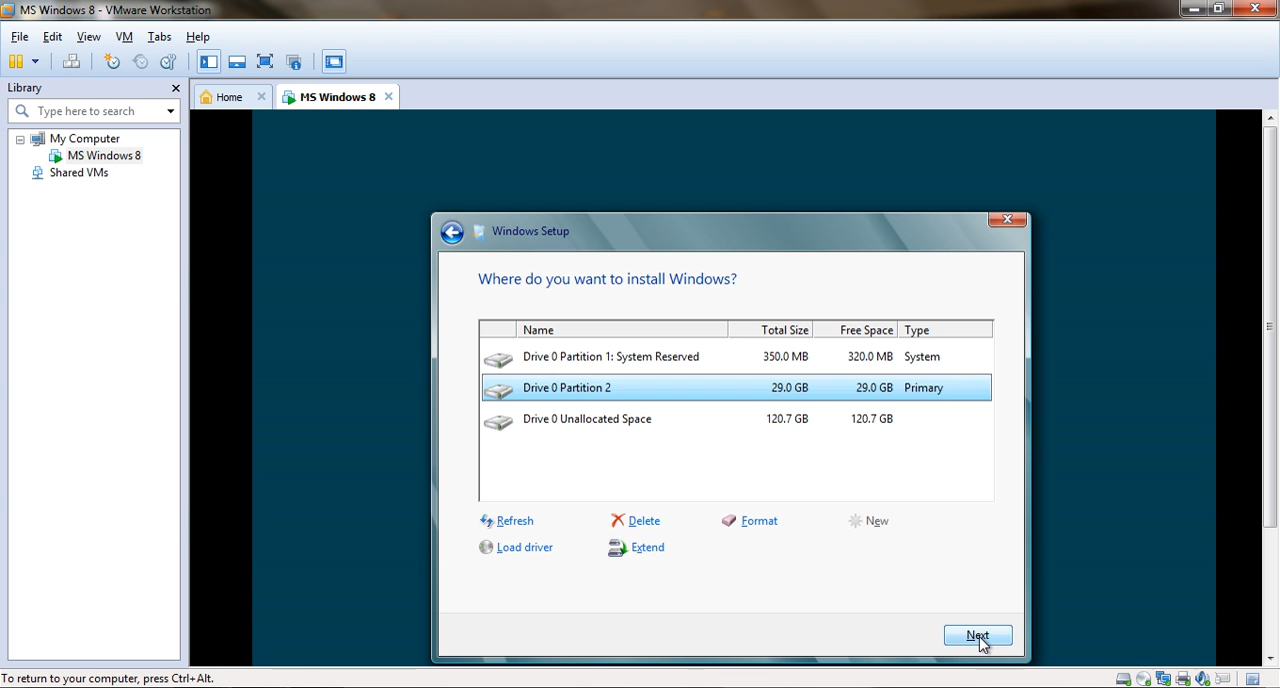 MS Windows 8 - VMware Workstation
File Edit View VM Tabs Help
Library
Type here to search
My Computer
MS Windows 8
Shared VMs
Home MS Windows 8
Windows Setup
Where do you want to install Windows?
Name Total Size Free Space Type
Drive 0 Partition 1: System Reserved 350.0 MB 320.0 MB System
Drive 0 Partition 2 29.0 GB 29.0 GB Primary
Drive 0 Unallocated Space 120.7 GB 120.7 GB
Refresh Delete Format New
Load driver Extend
Next
To return to your computer, press Ctrl+Alt.